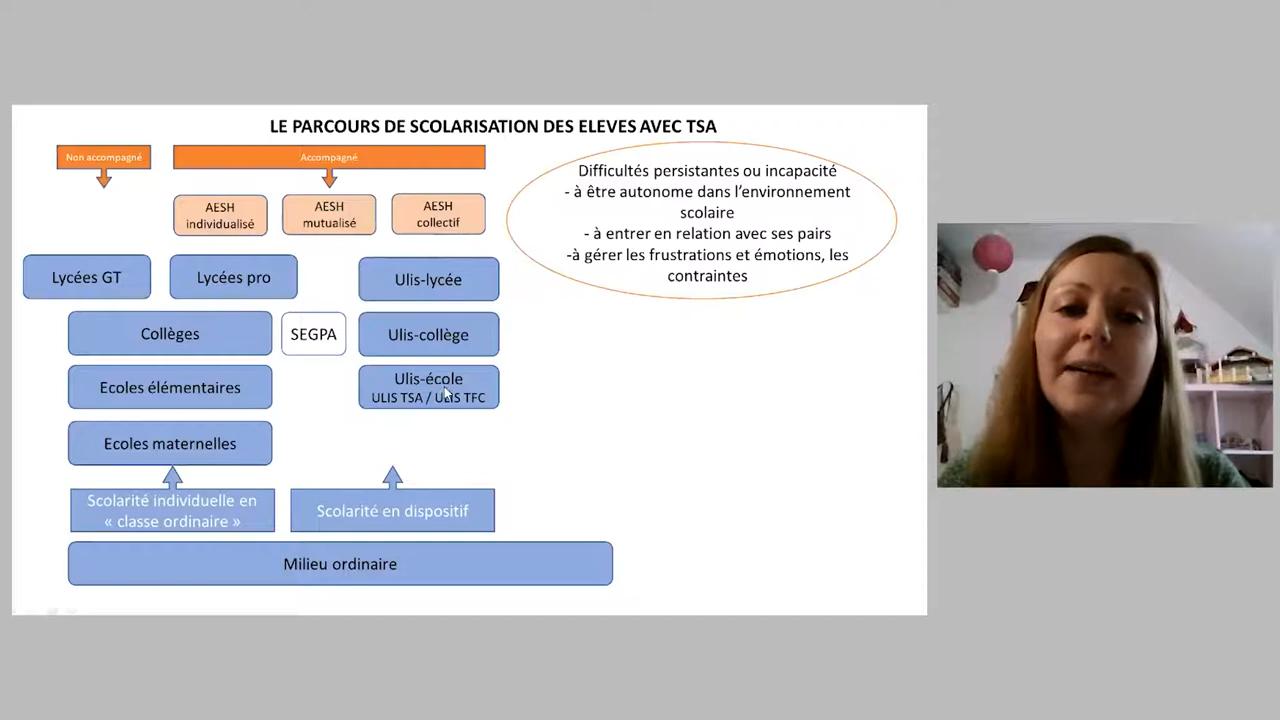 LE PARCOURS DE SCOLARISATION DES ELEVES AVEC TSA
Non accompagné
Accompagné
AESH
individualisé
AESH
mutualisé
AESH
collectif
Difficultés persistantes ou incapacité
- à être autonome dans l'environnement
scolaire
- à entrer en relation avec ses pairs
-à gérer les frustrations et émotions, les
contraintes
Lycées GT
Lycées pro
Ulis-lycée
Collèges
SEGPA
Ulis-collège
Ecoles élémentaires
Ulis-école
ULIS TSA / ULIS TFC
Ecoles maternelles
Scolarité individuelle en
« classe ordinaire »
Scolarité en dispositif
Milieu ordinaire